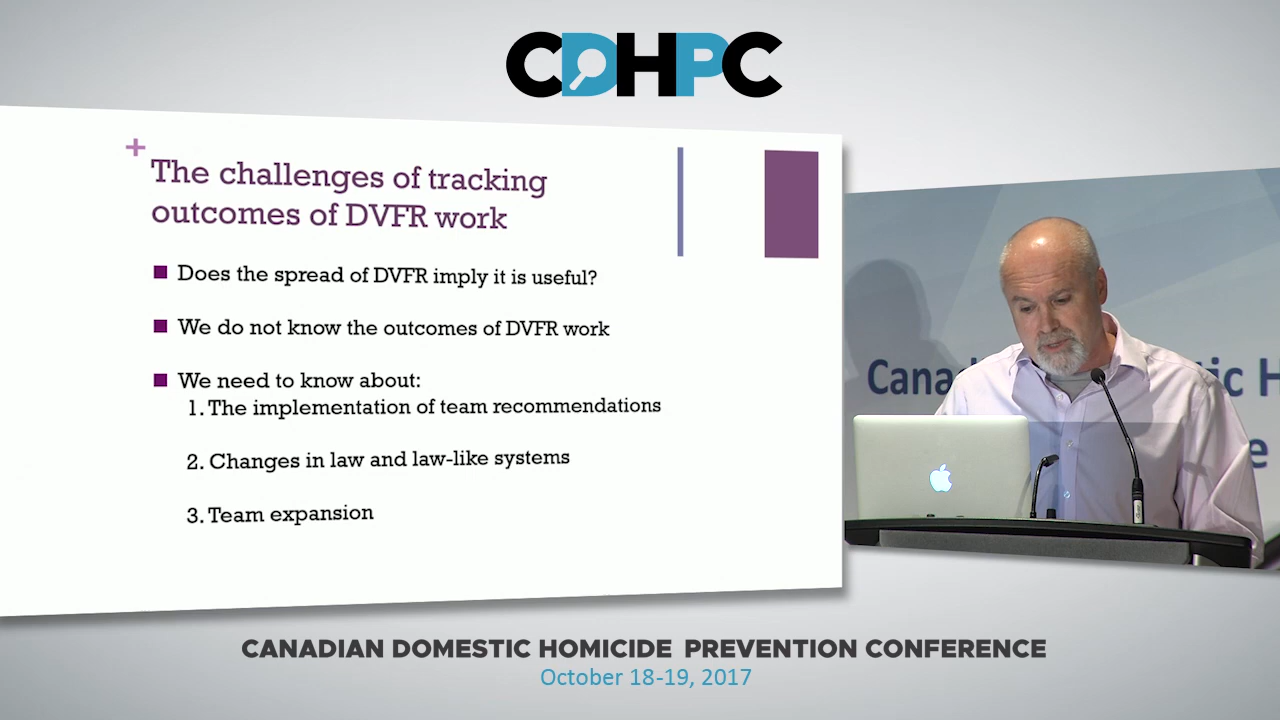 CDHPC
+
The challenges of tracking
outcomes of DVFR work
Does the spread of DVFR imply it is useful?
We do not know the outcomes of DVFR work
We need to know about:
1. The implementation of team recommendations
2. Changes in law and law-like systems
3. Team expansion
CANADIAN DOMESTIC HOMICIDE PREVENTION CONFERENCE
October 18-19, 2017